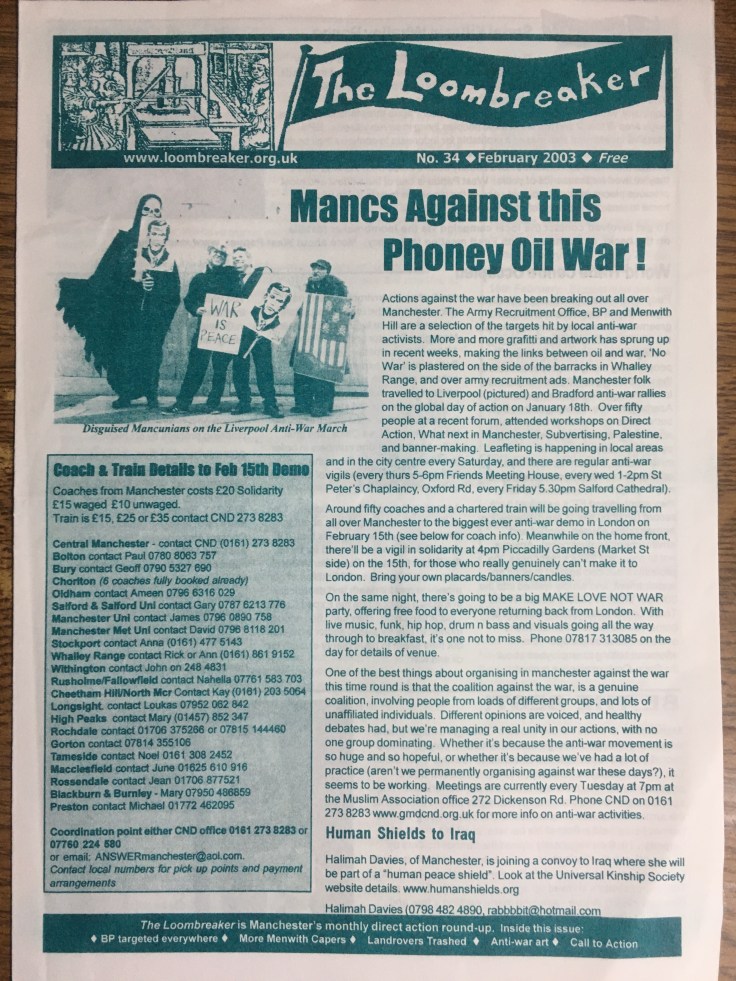 The Loombreaker
www.loombreaker.org.uk No. 34 ◆February 2003 ◆ Free
Mancs Against this
Phoney Oil War !
WAR
IS
PEACE
Disguised Mancunians on the Liverpool Anti-War March
Actions against the war have been breaking out all over
Manchester. The Army Recruitment Office, BP and Menwith
Hill are a selection of the targets hit by local anti-war
activists. More and more grafitti and artwork has sprung up
in recent weeks, making the links between oil and war, 'No
War' is plastered on the side of the barracks in Whalley
Range, and over army recruitment ads. Manchester folk
travelled to Liverpool (pictured) and Bradford anti-war rallies
on the global day of action on January 18th. Over fifty
people at a recent forum, attended workshops on Direct
Action, What next in Manchester, Subvertising, Palestine,
and banner-making. Leafleting is happening in local areas
and in the city centre every Saturday, and there are regular anti-war
vigils (every thurs 5-6pm Friends Meeting House, every wed 1-2pm St
Peter's Chaplaincy, Oxford Rd, every Friday 5.30pm Salford Cathedral).
Around fifty coaches and a chartered train will be going travelling from
all over Manchester to the biggest ever anti-war demo in London on
February 15th (see below for coach info). Meanwhile on the home front,
there'll be a vigil in solidarity at 4pm Piccadilly Gardens (Market St
side) on the 15th, for those who really genuinely can't make it to
London. Bring your own placards/banners/candles.
On the same night, there's going to be a big MAKE LOVE NOT WAR
party, offering free food to everyone returning back from London. With
live music, funk, hip hop, drum n bass and visuals going all the way
through to breakfast, it's one not to miss. Phone 07817 313085 on the
day for details of venue.
One of the best things about organising in manchester against the war
this time round is that the coalition against the war, is a genuine
coalition, involving people from loads of different groups, and lots of
unaffiliated individuals. Different opinions are voiced, and healthy
debates had, but we're managing a real unity in our actions, with no
one group dominating. Whether it's because the anti-war movement is
so huge and so hopeful, or whether it's because we've had a lot of
practice (aren't we permanently organising against war these days?), it
seems to be working. Meetings are currently every Tuesday at 7pm at
the Muslim Association office 272 Dickenson Rd. Phone CND on 0161
273 8283 www.gmdcnd.org.uk for more info on anti-war activities.
Human Shields to Iraq
Halimah Davies, of Manchester, is joining a convoy to Iraq where she will
be part of a "human peace shield". Look at the Universal Kinship Society
website details. www.humanshields.org
Halimah Davies (0798 482 4890, rabbbbit@hotmail.com
Coach & Train Details to Feb 15th Demo
Coaches from Manchester costs £20 Solidarity
£15 waged £10 unwaged.
Train is £15, £25 or £35 contact CND 273 8283
Central Manchester - contact CND (0161) 273 8283
Bolton contact Paul 0780 8063 757
Bury contact Geoff 0790 5327 690
Chorlton (6 coaches fully booked already)
Oldham contact Ameen 0796 6316 029
Salford & Salford Uni contact Gary 0787 6213 776
Manchester Uni contact James 0796 0890 758
Manchester Met Uni contact David 0796 8118 201
Stockport contact Anna (0161) 477 5143
Whalley Range contact Rick or Ann (0161) 861 9152
Withington contact John on 248 4831
Rusholme/Fallowfield contact Nahella 07761 583 703
Cheetham Hill/North Mcr Contact Kay (0161) 203 5064
Longsight contact Loukas 07952 062 842
High Peaks contact Mary (01457) 852 347
Rochdale contact 01706 375266 or 07815 144460
Gorton contact 07814 355106
Tameside contact Noel 0161 308 2452
Macclesfield contact June 01625 610 916
Rossendale contact Jean 01706 877521
Blackburn & Burnley - Mary 07950 486859
Preston contact Michael 01772 462095
Coordination point either CND office 0161 273 8283 or
07760 224 580
or email: ANSWERmanchester@aol.com.
Contact local numbers for pick up points and payment
arrangements
The Loombreaker is Manchester's monthly direct action round-up. Inside this issue:
◆ BP targeted everywhere ◆ More Menwith Capers ◆ Landrovers Trashed ◆ Anti-war art ◆ Call to Action